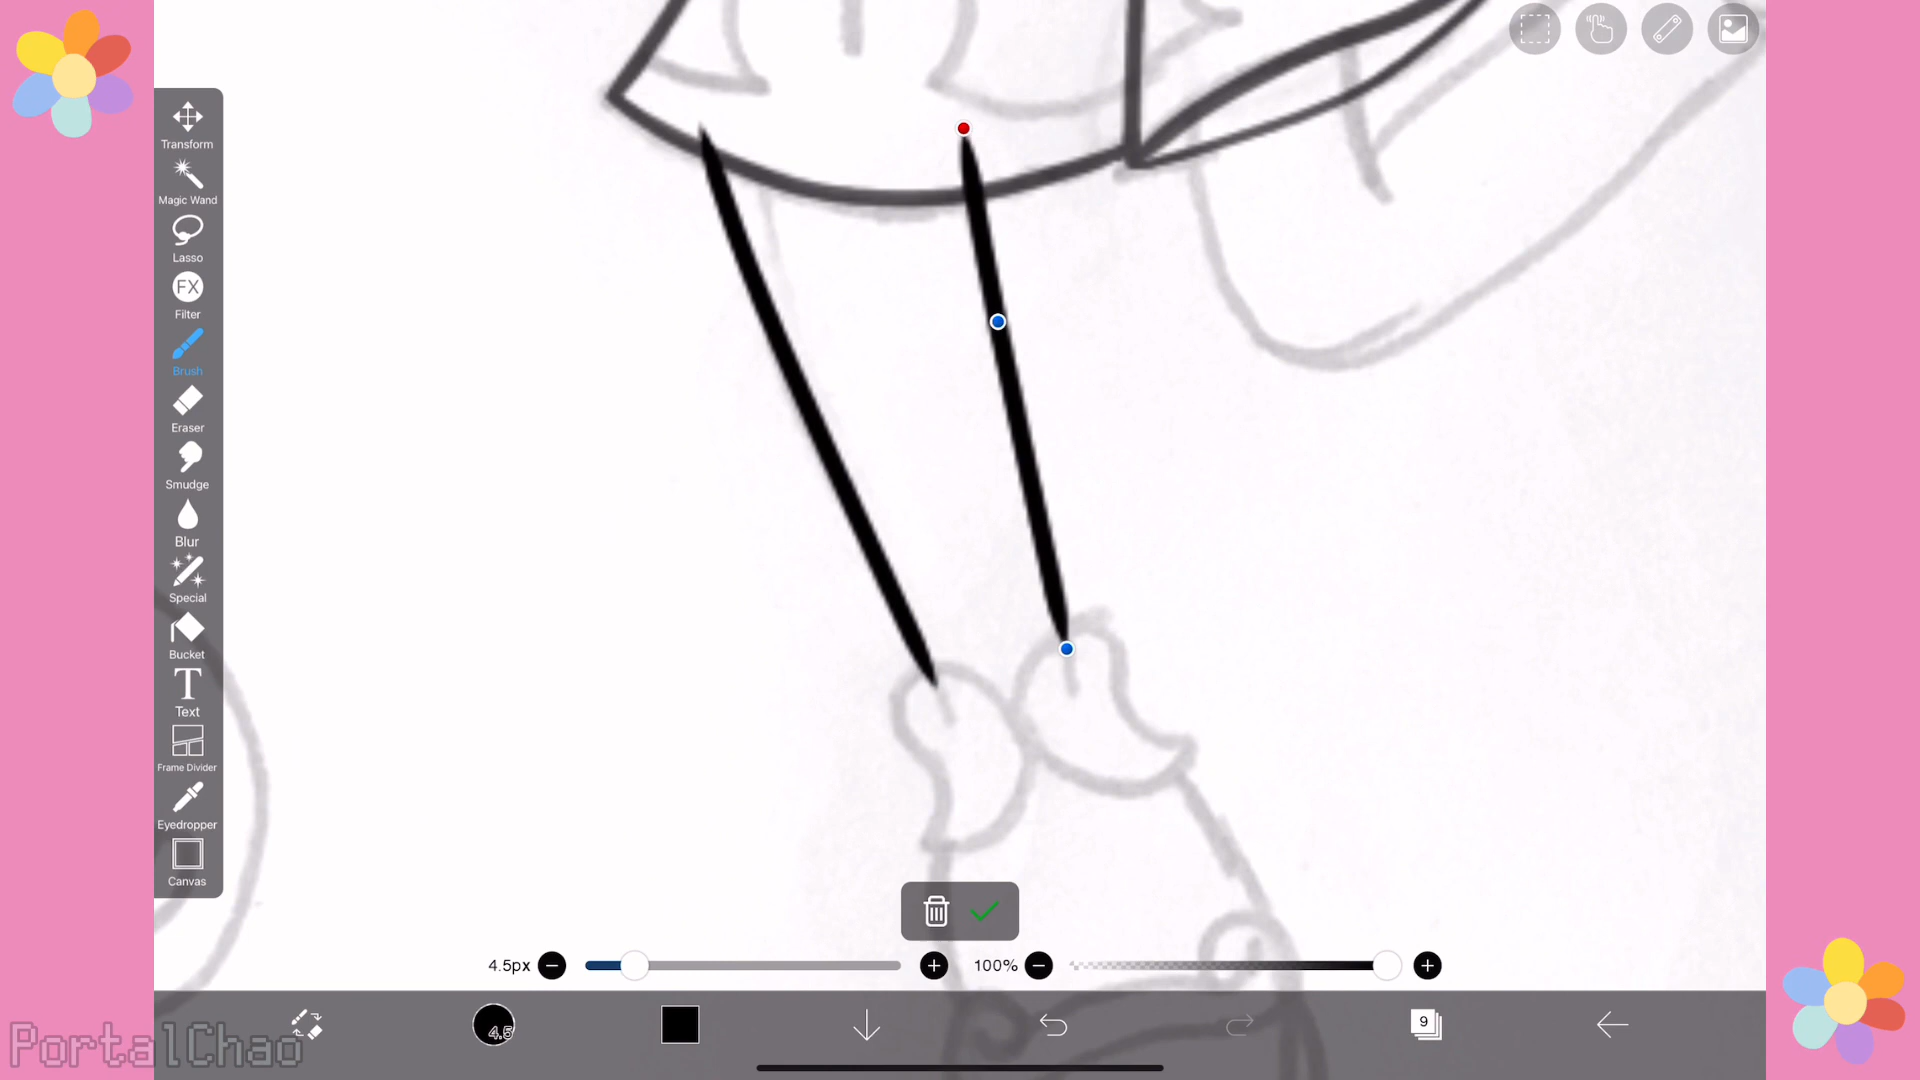 Transform
Magic Wand
Lasso
FX
Filter
Brush
Eraser
Smudge
Blur
Special
Bucket
T
Text
Frame Divider
Eyedropper
Canvas
4.5px
100%
4.5
9
PortalChao